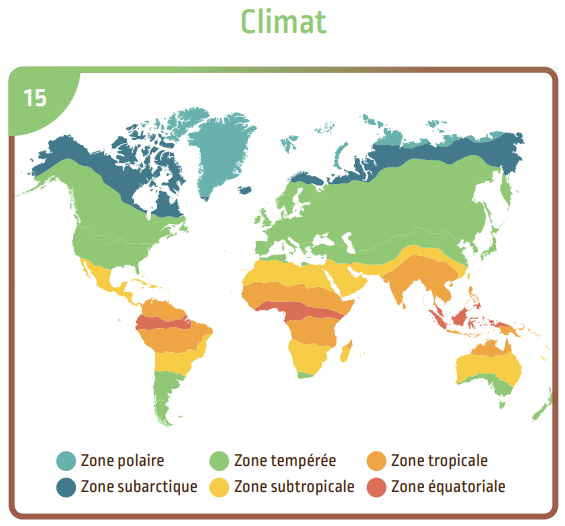 Climat
15
Zone polaire
Zone tempérée
Zone tropicale
Zone subarctique
Zone subtropicale
Zone équatoriale